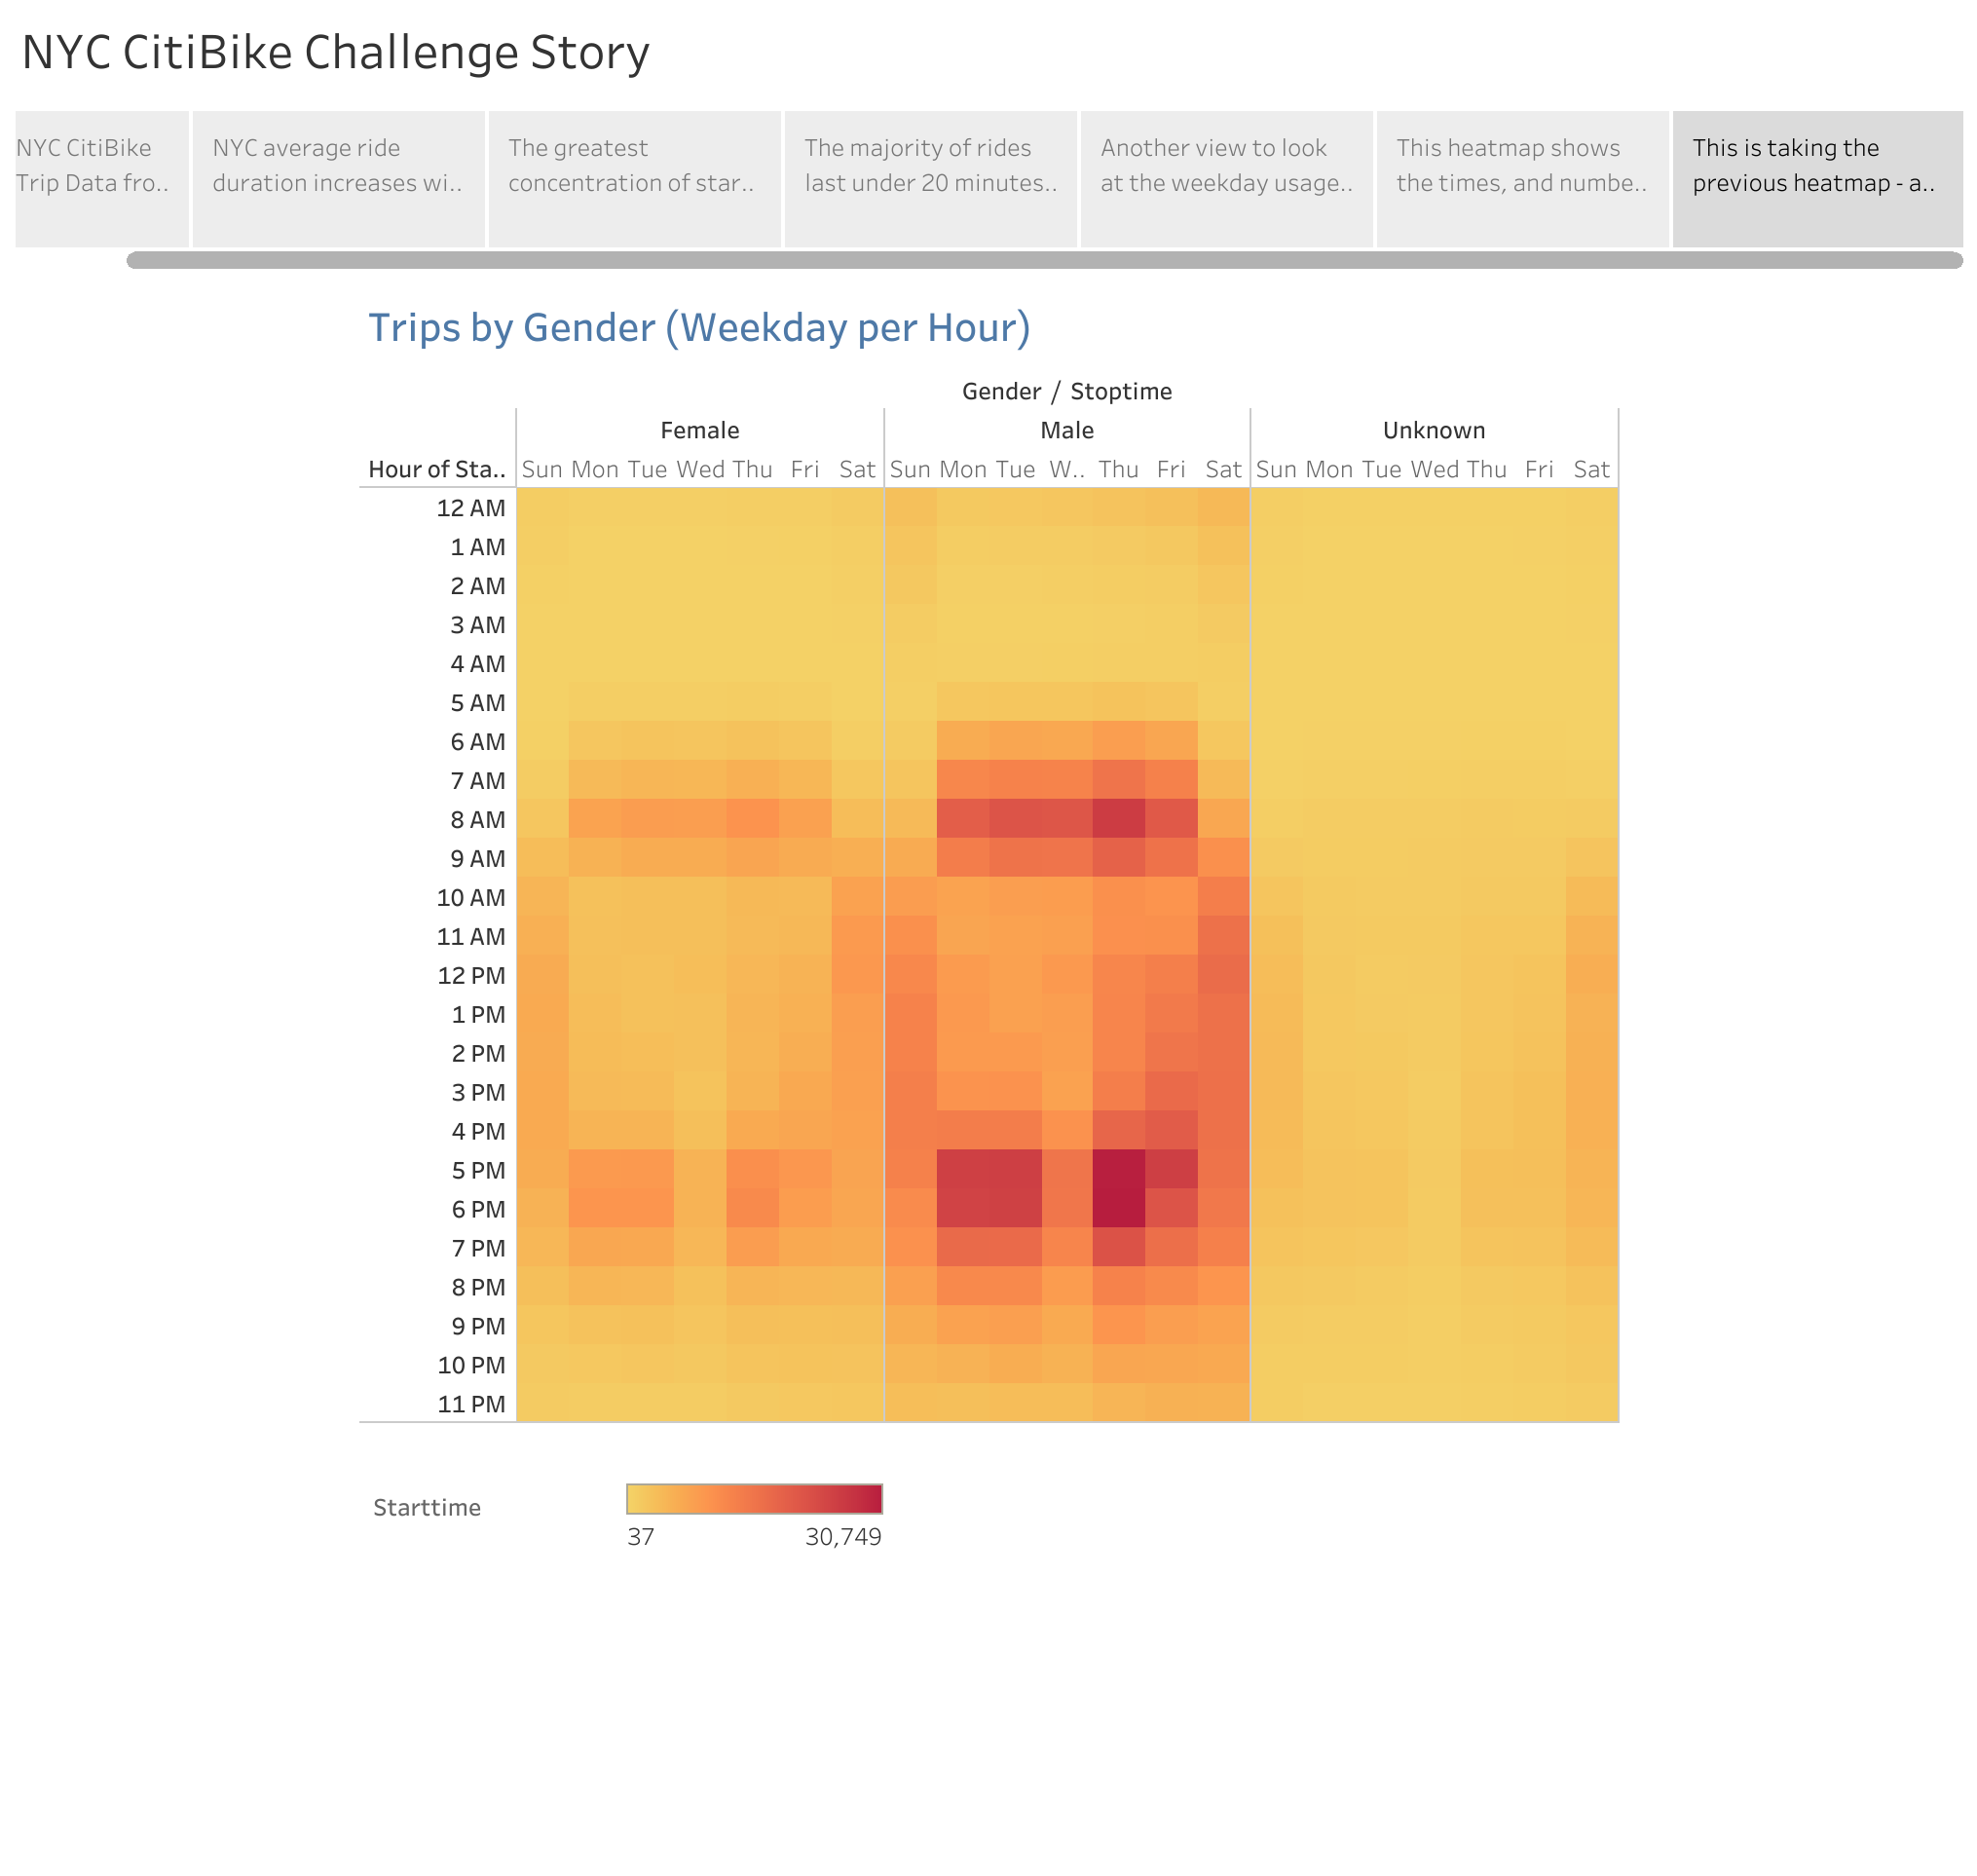 NYC CitiBike Challenge Story
NYC CitiBike
Trip Data fro..
NYC average ride
duration increases wi..
The greatest
concentration of star..
The majority of rides
last under 20 minutes..
Another view to look
at the weekday usage..
This heatmap shows
the times, and numbe..
This is taking the
previous heatmap - a..
Trips by Gender (Weekday per Hour)
Gender / Stoptime
Female Male Unknown
Hour of Sta.. Sun Mon Tue Wed Thu Fri Sat Sun Mon Tue W.. Thu Fri Sat Sun Mon Tue Wed Thu Fri Sat
12 AM
1 AM
2 AM
3 AM
4 AM
5 AM
6 AM
7 AM
8 AM
9 AM
10 AM
11 AM
12 PM
1 PM
2 PM
3 PM
4 PM
5 PM
6 PM
7 PM
8 PM
9 PM
10 PM
11 PM
Starttime
37 30,749